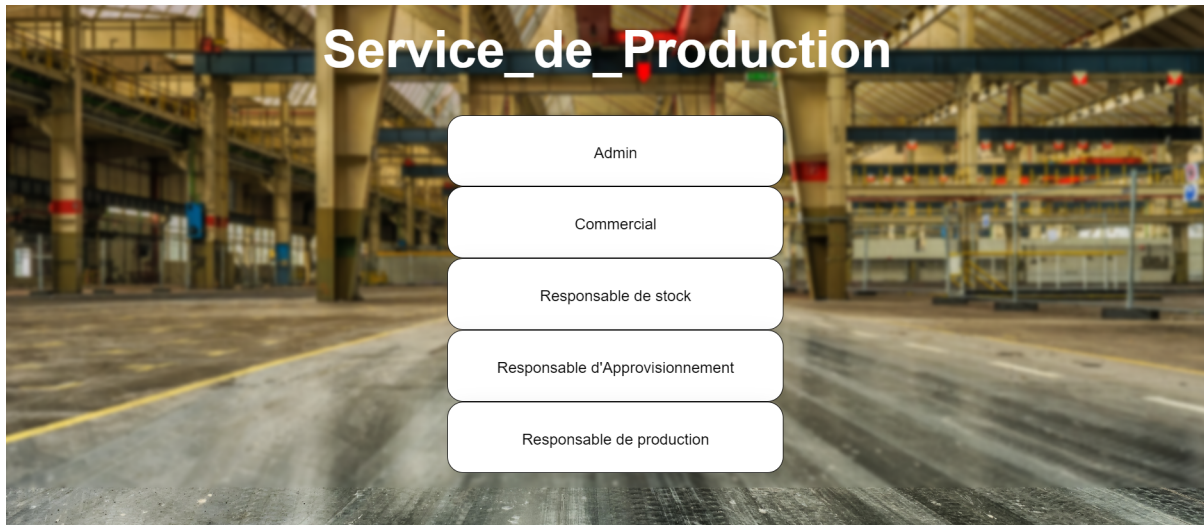 Service_de_Production
Admin
Commercial
Responsable de stock
Responsable d'Approvisionnement
Responsable de production